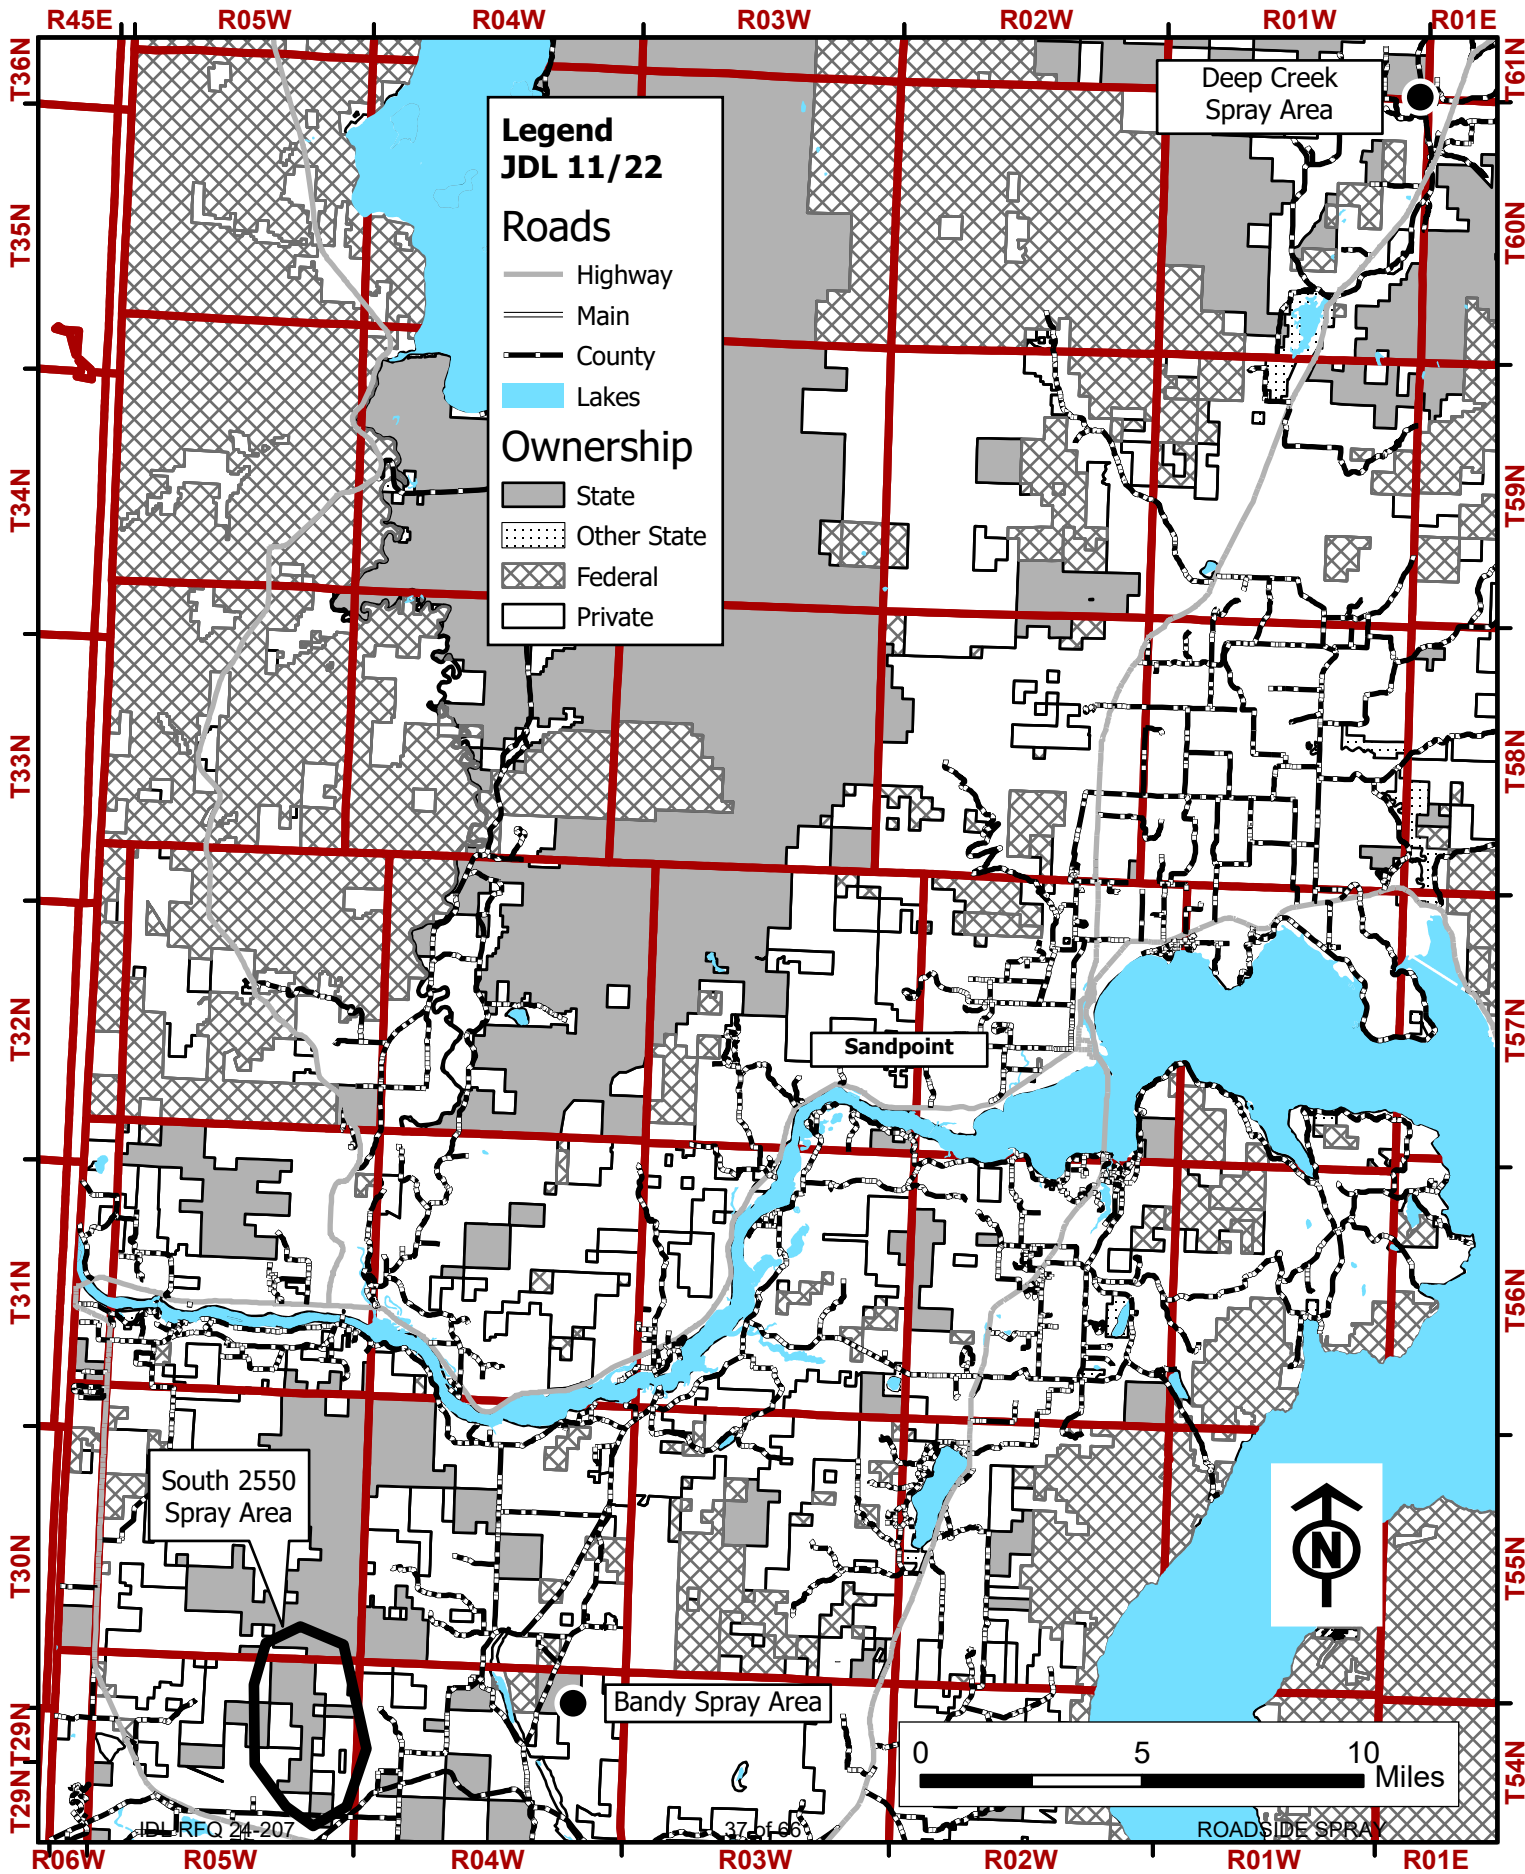 R45E R05W R04W R03W R02W R01W R01E
T36N
T35N
T34N
T33N
T32N
T31N
T30N
T29N
T29N
T61N
T60N
T59N
T58N
T57N
T56N
T55N
T54N
Deep Creek
Spray Area
Legend
JDL 11/22
Roads
Highway
Main
County
Lakes
Ownership
State
Other State
Federal
Private
Sandpoint
South 2550
Spray Area
N
Bandy Spray Area
0 5 10
Miles
IDL RFQ 24-207 37 of 66 ROADSIDE SPRAY
R06W R05W R04W R03W R02W R01W R01E